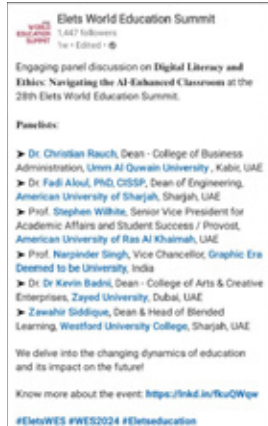 WORLD
EDUCATION
SUMMIT
Elets World Education Summit
1,447 followers
1w • Edited •
Engaging panel discussion on Digital Literacy and
Ethics: Navigating the AI-Enhanced Classroom at the
28th Elets World Education Summit.
Panelists:
➤ Dr. Christian Rauch, Dean - College of Business
Administration, Umm Al Quwain University , Kabir, UAE
➤ Dr. Fadi Aloul, PhD, CISSP, Dean of Engineering,
American University of Sharjah, Sharjah, UAE
➤ Prof. Stephen Wilhite, Senior Vice President for
Academic Affairs and Student Success / Provost,
American University of Ras Al Khaimah, UAE
➤ Prof. Narpinder Singh, Vice Chancellor, Graphic Era
Deemed to be University, India
➤ Dr. Dr Kevin Badni, Dean - College of Arts & Creative
Enterprises, Zayed University, Dubai, UAE
➤ Zawahir Siddique, Dean & Head of Blended
Learning, Westford University College, Sharjah, UAE
We delve into the changing dynamics of education
and its impact on the future!
Know more about the event: https://lnkd.in/fkuQWqw
#EletsWES #WES2024 #Eletseducation